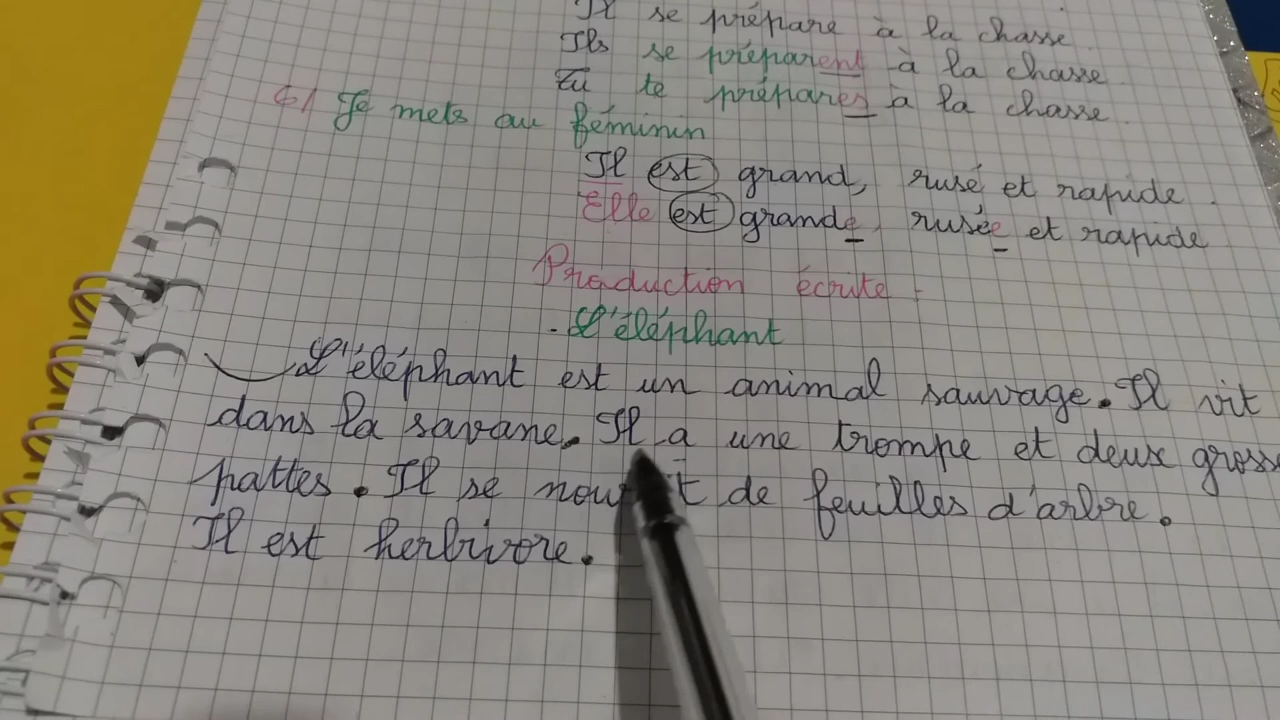 Il se prépare à la chasse.
Ils se préparent à la chasse.
Tu te prépares à la chasse.
6/ Je mets au féminin
Il est grand, rusé et rapide.
Elle est grande, rusée et rapide
Production écrite.
- L'éléphant
L'éléphant est un animal sauvage. Il vit
dans la savane. Il a une trompe et deux gross
pattes. Il se de feuilles d'arbre.
Il est herbivore.